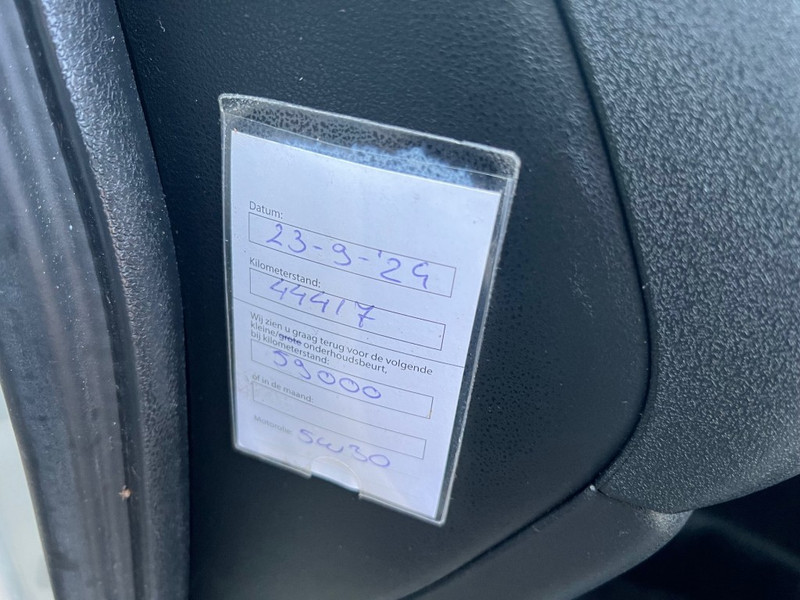 Datum:
23-9-'24
Kilometerstand:
44417
Wij zien u graag terug voor de volgende
kleine/grote onderhoudsbeurt.
bij kilometerstand:
59000
of in de maand:
Motorolie: 5W30